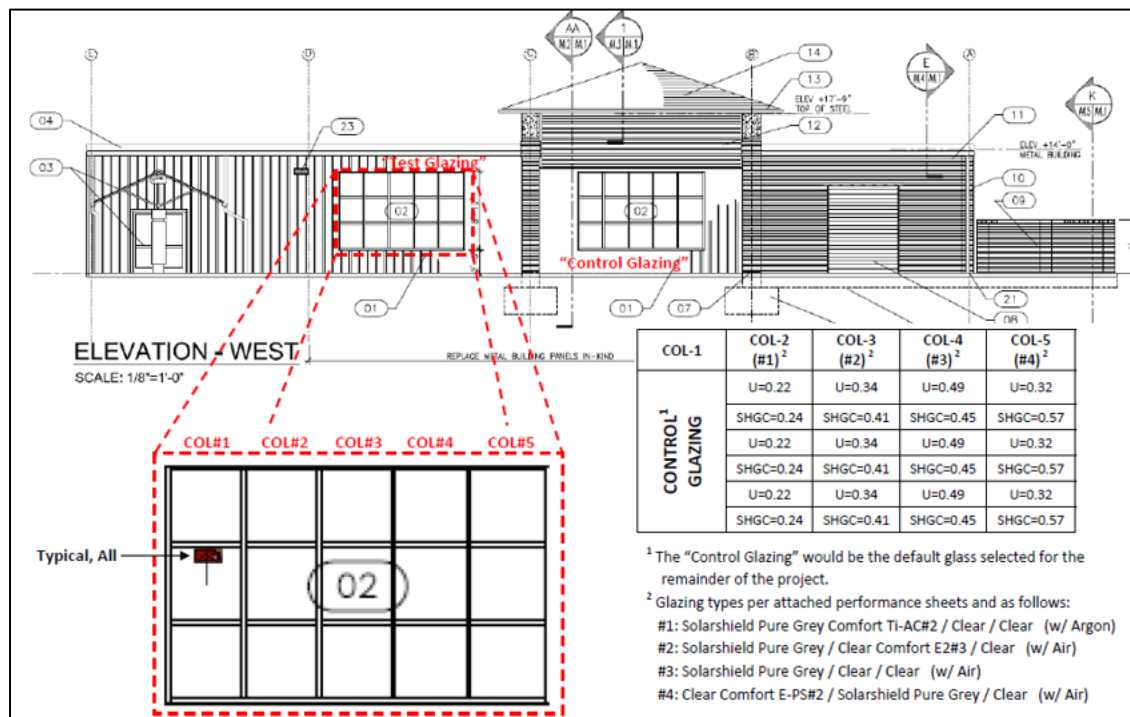 AA
M.2 M.1
1
M.3 M.1
14
E
D
C
B
E
M.4 M.1
A
13
ELEV +17'-9"
TOP OF STEEL
K
M.5 M.1
04
23
12
11
ELEV +14'-0"
METAL BUILDING
03
"Test Glazing"
10
02
02
09
"Control Glazing"
01
01
07
21
08
ELEVATION - WEST
SCALE: 1/8"=1'-0"
REPLACE METAL BUILDING PANELS IN-KIND
COL-1 COL-2 (#1)² COL-3 (#2)² COL-4 (#3)² COL-5 (#4)²
CONTROL¹ GLAZING
U=0.22 U=0.34 U=0.49 U=0.32
SHGC=0.24 SHGC=0.41 SHGC=0.45 SHGC=0.57
U=0.22 U=0.34 U=0.49 U=0.32
SHGC=0.24 SHGC=0.41 SHGC=0.45 SHGC=0.57
U=0.22 U=0.34 U=0.49 U=0.32
SHGC=0.24 SHGC=0.41 SHGC=0.45 SHGC=0.57
COL#1 COL#2 COL#3 COL#4 COL#5
Typical, All
02
¹ The "Control Glazing" would be the default glass selected for the
remainder of the project.
² Glazing types per attached performance sheets and as follows:
#1: Solarshield Pure Grey Comfort Ti-AC#2 / Clear / Clear (w/ Argon)
#2: Solarshield Pure Grey / Clear Comfort E2#3 / Clear (w/ Air)
#3: Solarshield Pure Grey / Clear / Clear (w/ Air)
#4: Clear Comfort E-PS#2 / Solarshield Pure Grey / Clear (w/ Air)